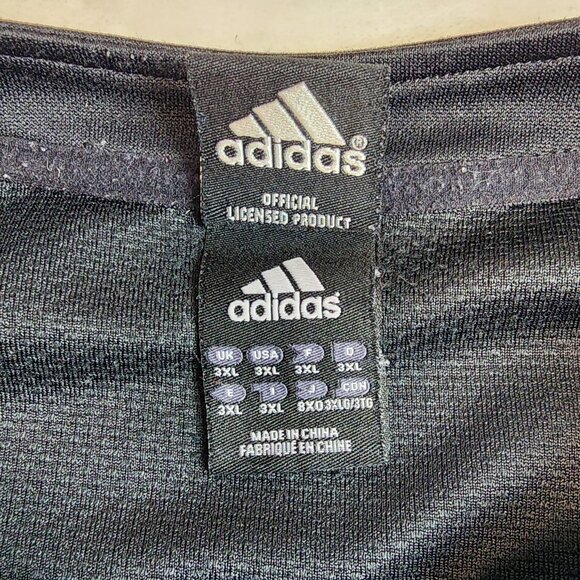 adidas®
OFFICIAL
LICENSED PRODUCT
adidas
UK USA F D
3XL 3XL 3XL 3XL
E I J CDN
3XL 3XL 8XO 3XLG/3TG
MADE IN CHINA
FABRIQUÉ EN CHINE